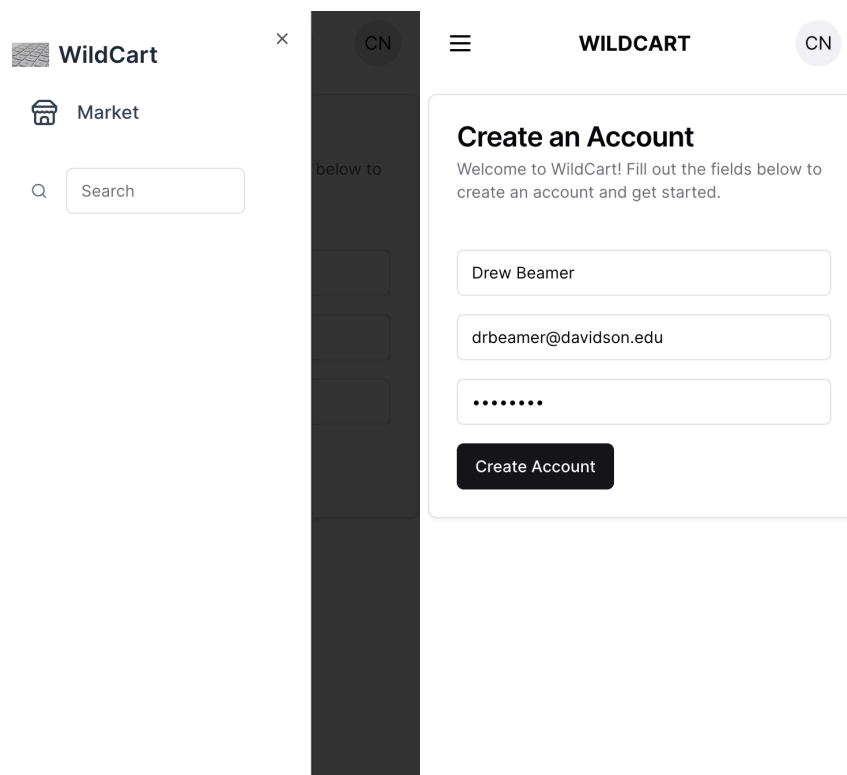 WildCart
Market
Search
CN
below to
WILDCART
CN
Create an Account
Welcome to WildCart! Fill out the fields below to
create an account and get started.
Drew Beamer
drbeamer@davidson.edu
••••••••
Create Account